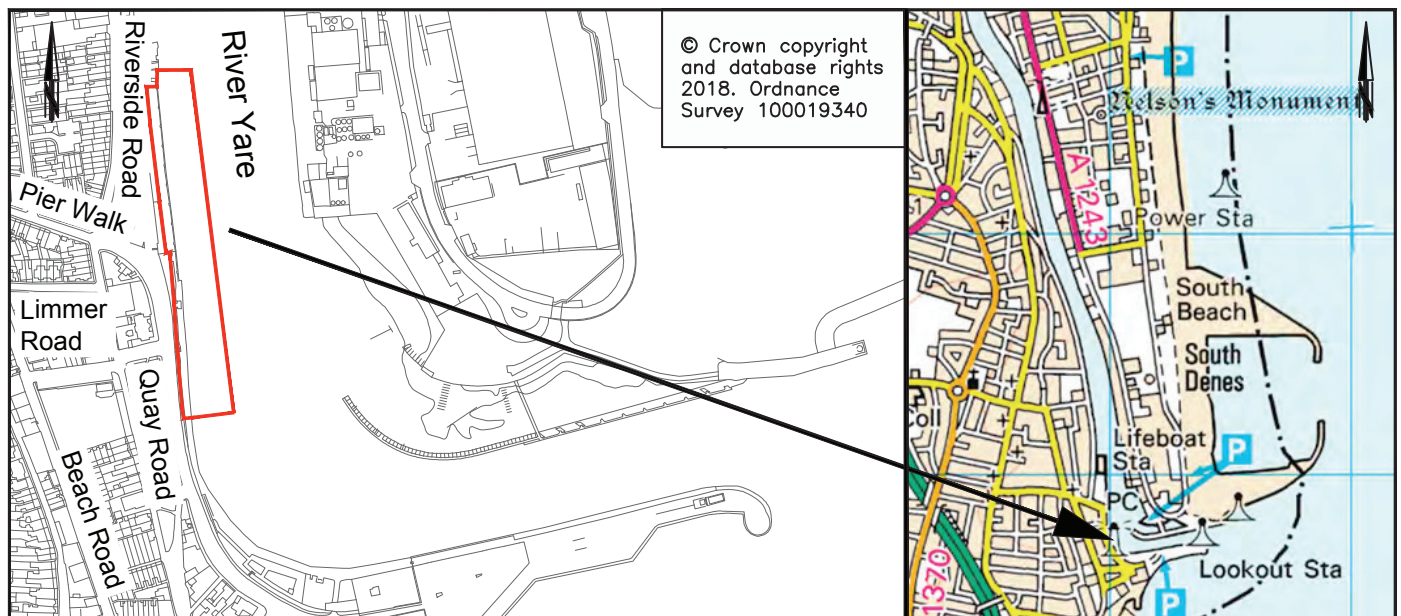 Riverside Road
River Yare
Pier Walk
Limmer
Road
Quay Road
Beach Road
© Crown copyright
and database rights
2018. Ordnance
Survey 100019340
P
Nelson's Monument
A 1243
Power Sta
South
Beach
South
Denes
Coll
Lifeboat
Sta
P
PC
Lookout Sta
1370
P